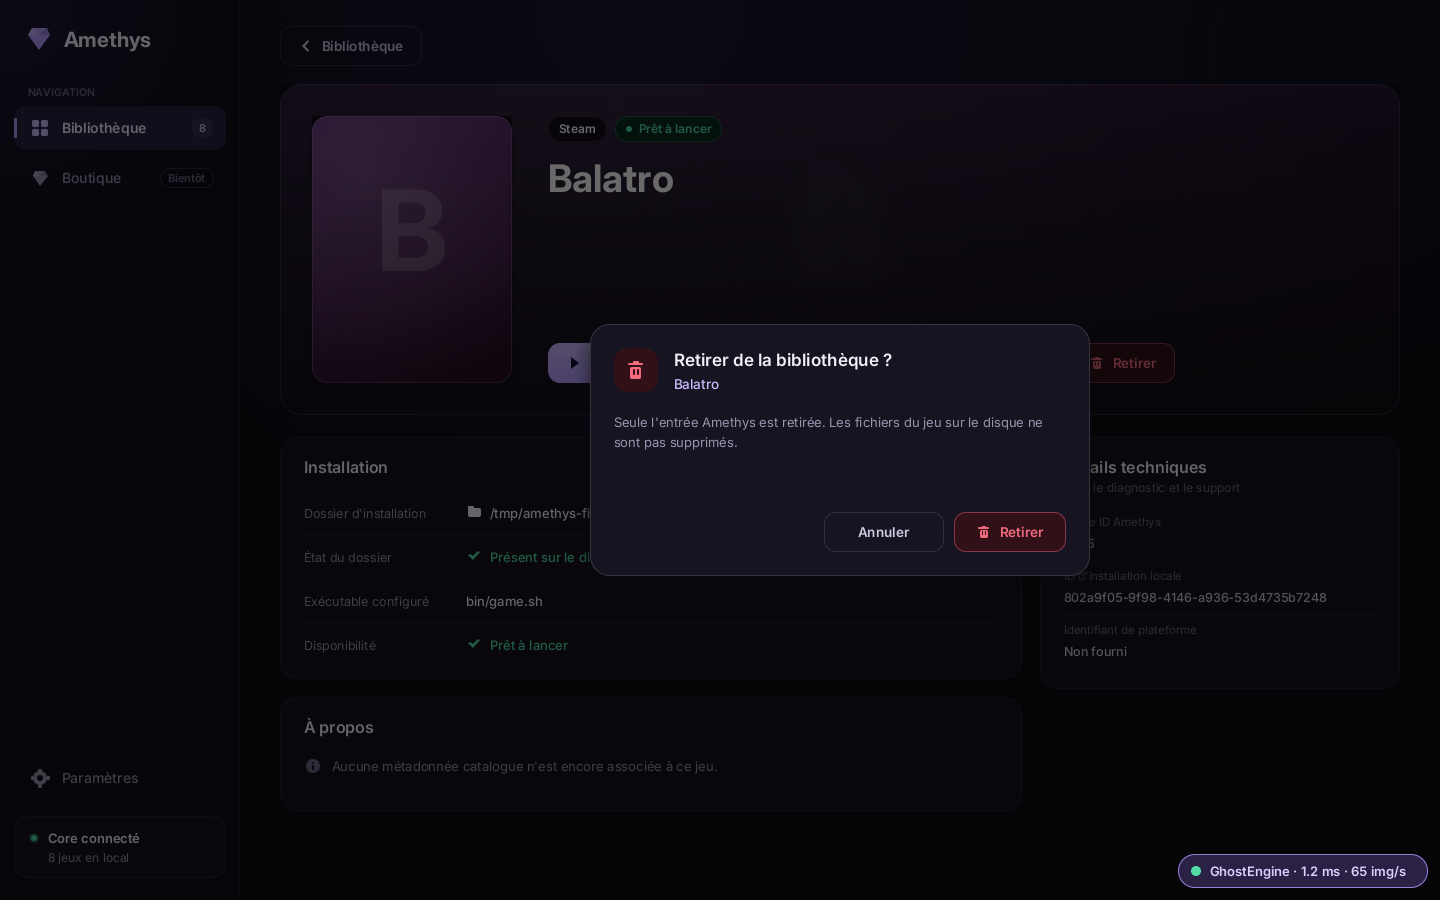 Amethys
NAVIGATION
Bibliothèque 8
Boutique Bientôt
Paramètres
Core connecté
8 jeux en local
Bibliothèque
B
Steam Prêt à lancer
Balatro
Retirer
Installation
Dossier d'installation /tmp/amethys-fi
État du dossier Présent sur le di
Exécutable configuré bin/game.sh
Disponibilité Prêt à lancer
À propos
Aucune métadonnée catalogue n'est encore associée à ce jeu.
ails techniques
le diagnostic et le support
e ID Amethys
5
ID d'installation locale
802a9f05-9f98-4146-a936-53d4735b7248
Identifiant de plateforme
Non fourni
Retirer de la bibliothèque ?
Balatro
Seule l'entrée Amethys est retirée. Les fichiers du jeu sur le disque ne
sont pas supprimés.
Annuler Retirer
GhostEngine · 1.2 ms · 65 img/s